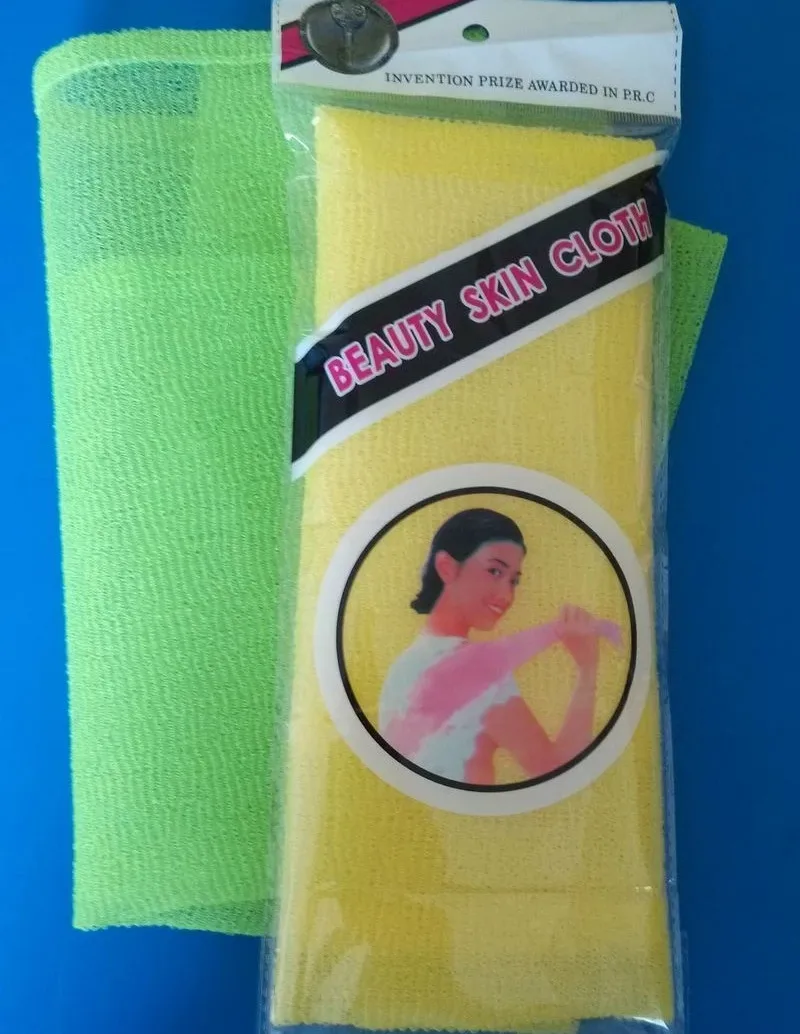 INVENTION PRIZE AWARDED IN P.R.C
BEAUTY SKIN CLOTH